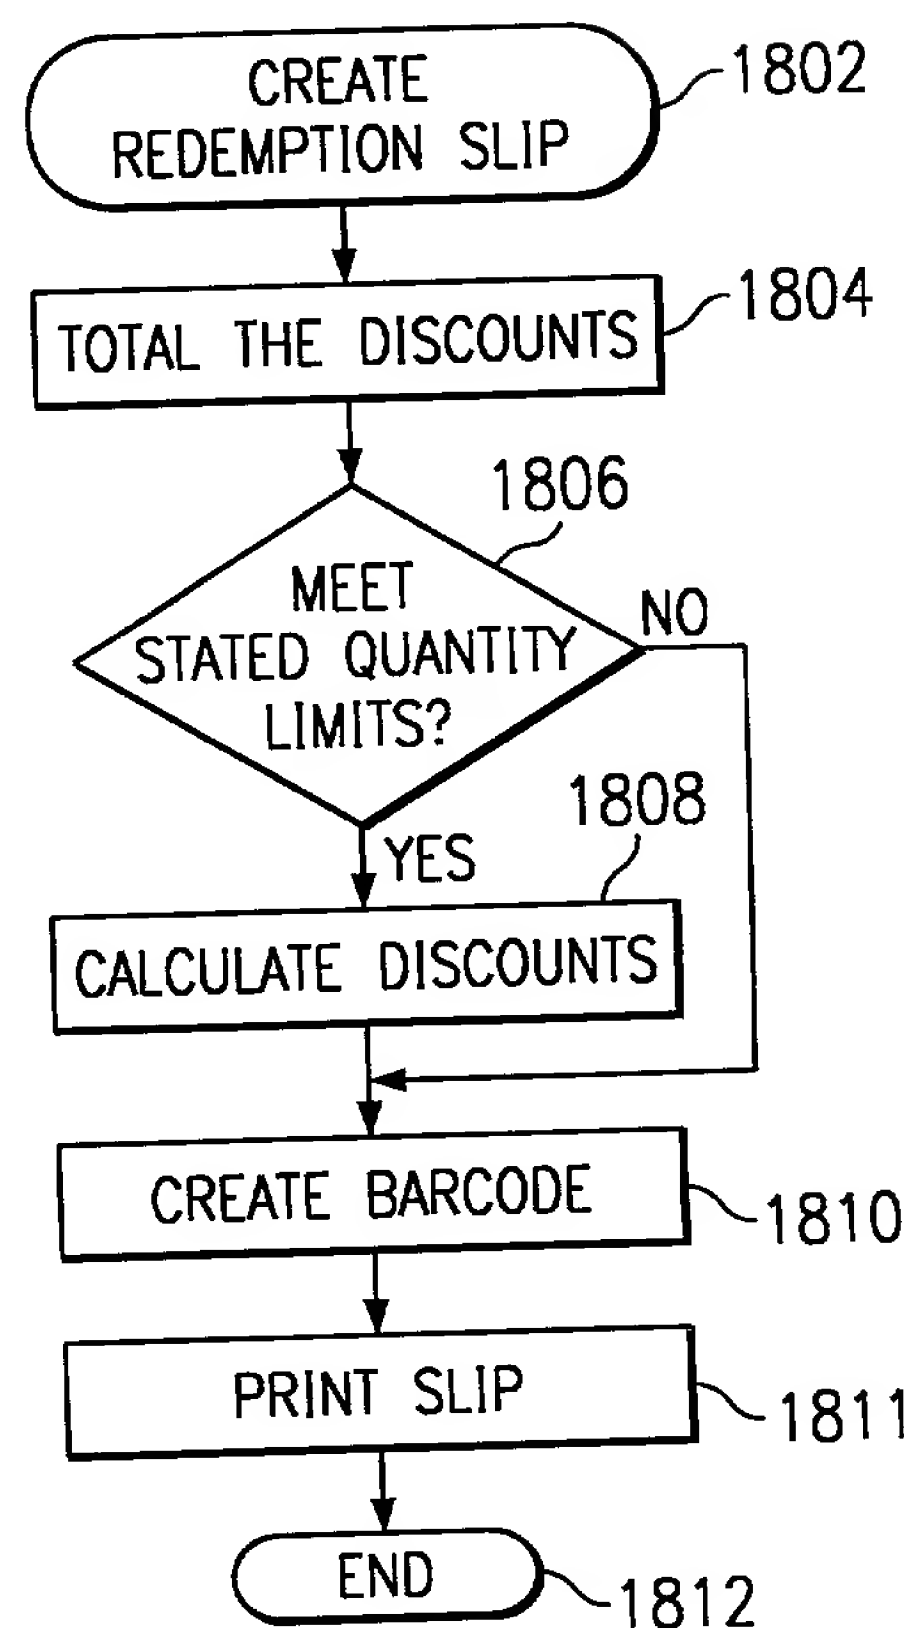 CREATE
REDEMPTION SLIP
1802
TOTAL THE DISCOUNTS
1804
1806
MEET
STATED QUANTITY
LIMITS?
NO
YES
1808
CALCULATE DISCOUNTS
CREATE BARCODE
1810
PRINT SLIP
1811
END
1812